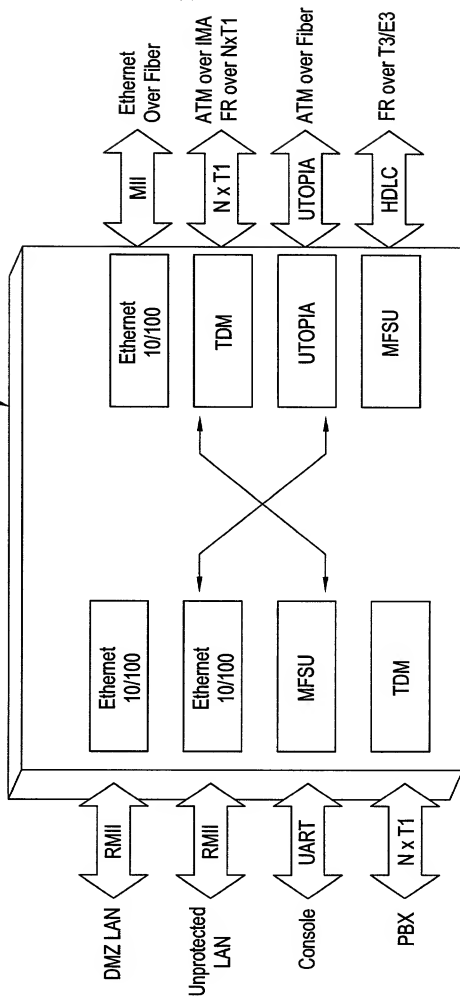 DMZ LAN
RMII
Ethernet
10/100
Unprotected
LAN
RMII
Ethernet
10/100
Console
UART
MFSU
PBX
N x T1
TDM
Ethernet
10/100
MII
Ethernet
Over Fiber
TDM
N x T1
ATM over IMA
FR over NxT1
UTOPIA
UTOPIA
ATM over Fiber
MFSU
HDLC
FR over T3/E3